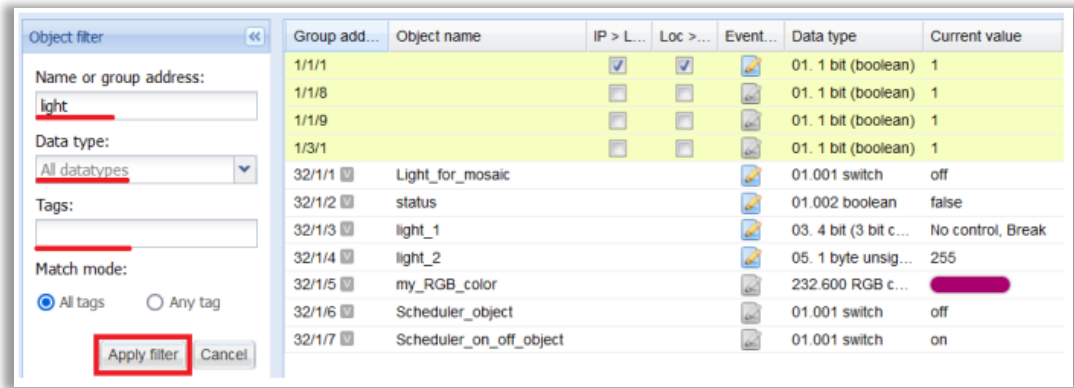 Object filter
Name or group address:
light
Data type:
All datatypes
Tags:
Match mode:
All tags Any tag
Apply filter Cancel
Group add... Object name IP > L... Loc >... Event... Data type Current value
1/1/1 01. 1 bit (boolean) 1
1/1/8 01. 1 bit (boolean) 1
1/1/9 01. 1 bit (boolean) 1
1/3/1 01. 1 bit (boolean) 1
32/1/1 V Light_for_mosaic 01.001 switch off
32/1/2 V status 01.002 boolean false
32/1/3 V light_1 03. 4 bit (3 bit c... No control, Break
32/1/4 V light_2 05. 1 byte unsig... 255
32/1/5 V my_RGB_color 232.600 RGB c...
32/1/6 V Scheduler_object 01.001 switch off
32/1/7 V Scheduler_on_off_object 01.001 switch on